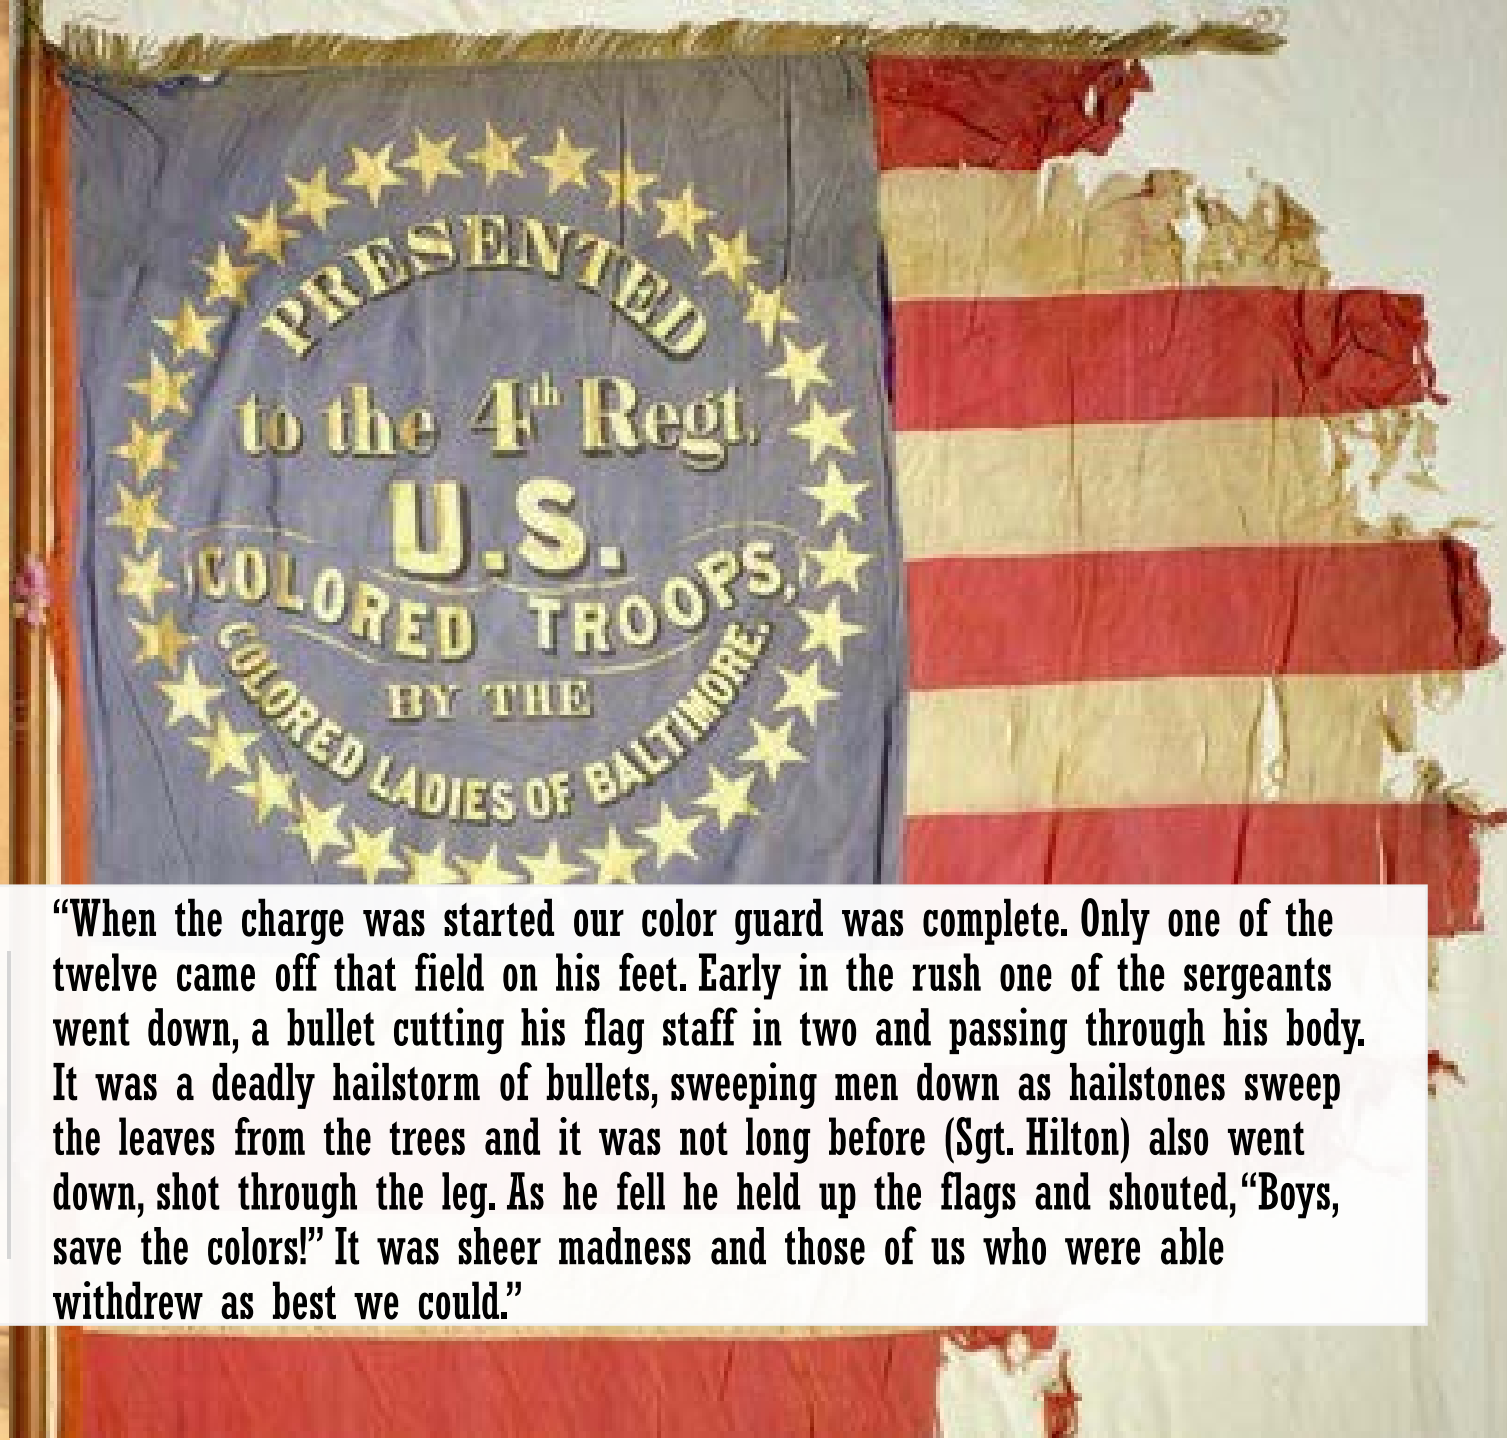 PRESENTED
to the 4th Regt.
U.S.
COLORED TROOPS,
BY THE
COLORED LADIES OF BALTIMORE.
“When the charge was started our color guard was complete. Only one of the
twelve came off that field on his feet. Early in the rush one of the sergeants
went down, a bullet cutting his flag staff in two and passing through his body.
It was a deadly hailstorm of bullets, sweeping men down as hailstones sweep
the leaves from the trees and it was not long before (Sgt. Hilton) also went
down, shot through the leg. As he fell he held up the flags and shouted, “Boys,
save the colors!” It was sheer madness and those of us who were able
withdrew as best we could.”